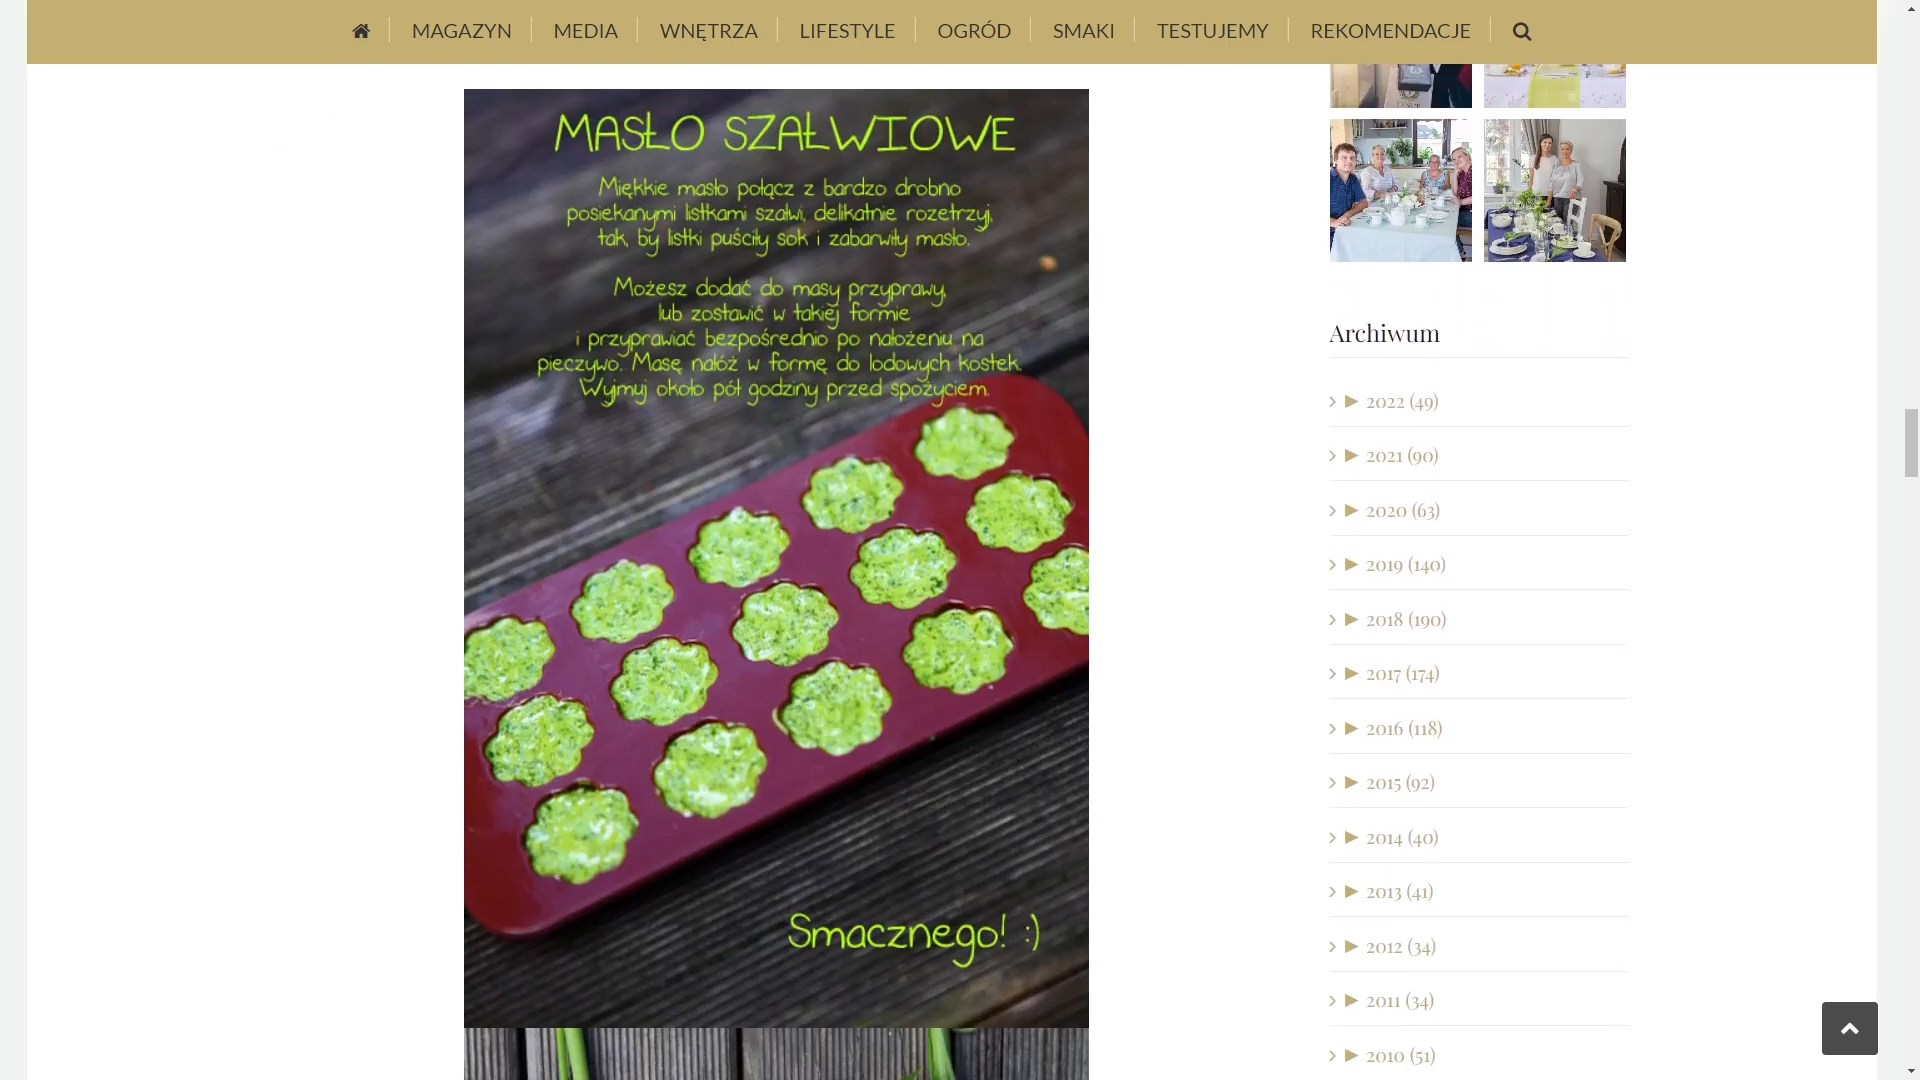 MAGAZYN
MEDIA
WNĘTRZA
LIFESTYLE
OGRÓD
SMAKI
TESTUJEMY
REKOMENDACJE
MASŁO SZAŁWIOWE
Miękkie masło połącz z bardzo drobno
posiekanymi listkami szałwi, delikatnie rozetrzyj,
tak, by listki puściły sok i zabarwiły masło.
Możesz dodać do masy przyprawy,
lub zostawić w takiej formie
i przyprawiać bezpośrednio po nałożeniu na
pieczywo. Masę nałóż w formę do lodowych kostek.
Wyjmuj około pół godziny przed spożyciem.
Smacznego! :)
Archiwum
► 2022 (49)
► 2021 (90)
► 2020 (63)
► 2019 (140)
► 2018 (190)
► 2017 (174)
► 2016 (118)
► 2015 (92)
► 2014 (40)
► 2013 (41)
► 2012 (34)
► 2011 (34)
► 2010 (51)